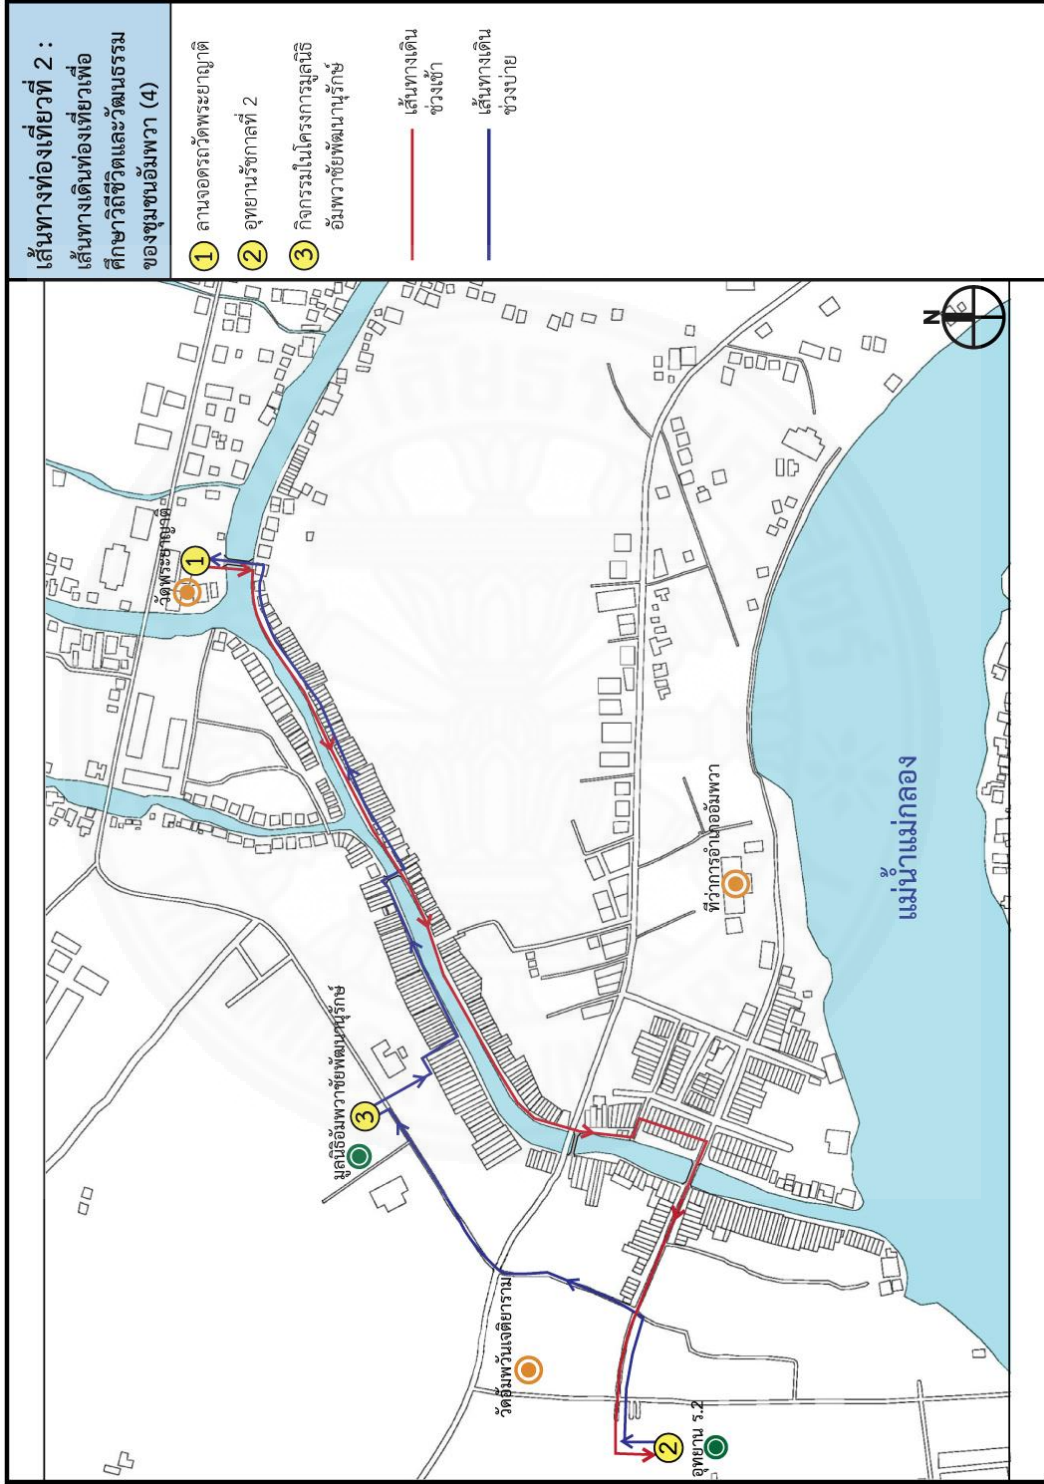 เส้นทางท่องเที่ยวที่ 2 :
เส้นทางเดินท่องเที่ยวเพื่อ
ศึกษาวิถีชีวิตและวัฒนธรรม
ของชุมชนอัมพวา (4)
1 ลานจอดรถวัดพระยาญาติ
2 อุทยานรัชกาลที่ 2
3 กิจกรรมในโครงการมูลนิธิ
อัมพวาชัยพัฒนานุรักษ์
เส้นทางเดิน
ช่วงเช้า
เส้นทางเดิน
ช่วงบ่าย
วัดพระยาญาติ
1
มูลนิธิอัมพวาชัยพัฒนานุรักษ์
3
วัดอัมพวันเจติยาราม
2
อุทยาน ร.2
ที่ว่าการอำเภออัมพวา
แม่น้ำแม่กลอง
N